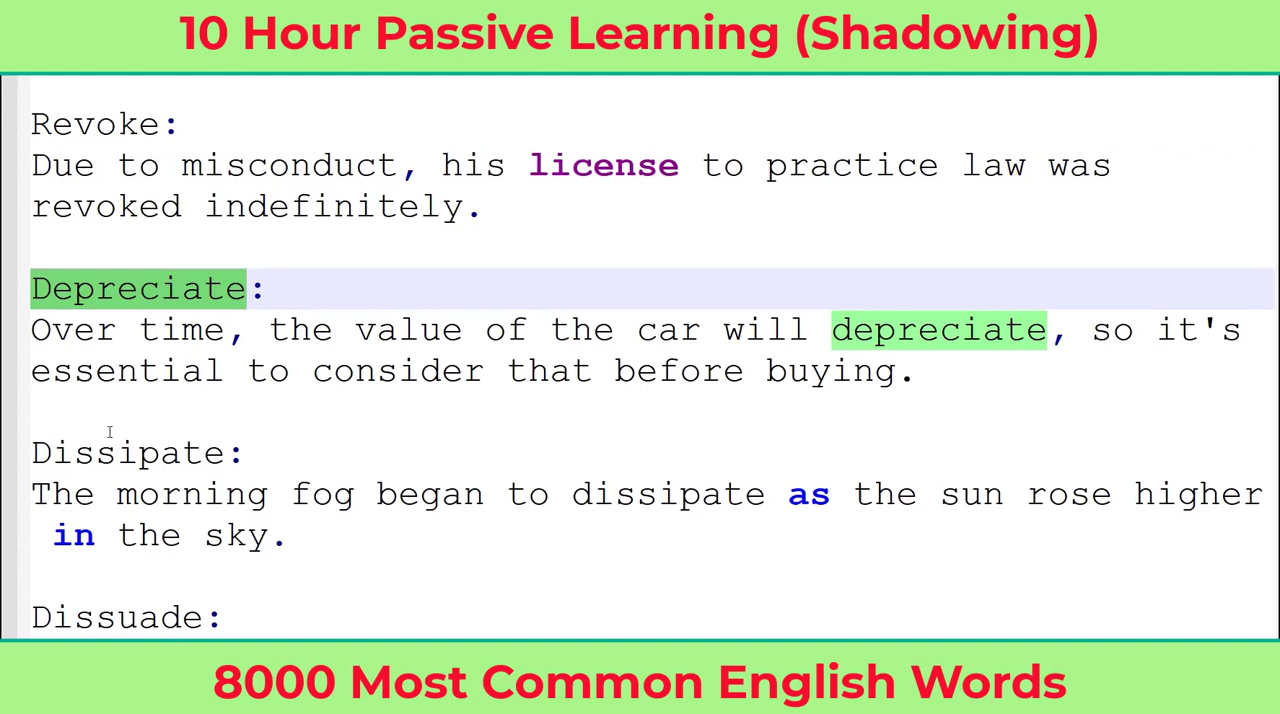 10 Hour Passive Learning (Shadowing)
Revoke:
Due to misconduct, his license to practice law was
revoked indefinitely.
Depreciate:
Over time, the value of the car will depreciate, so it's
essential to consider that before buying.
Dissipate:
The morning fog began to dissipate as the sun rose higher
in the sky.
Dissuade:
8000 Most Common English Words